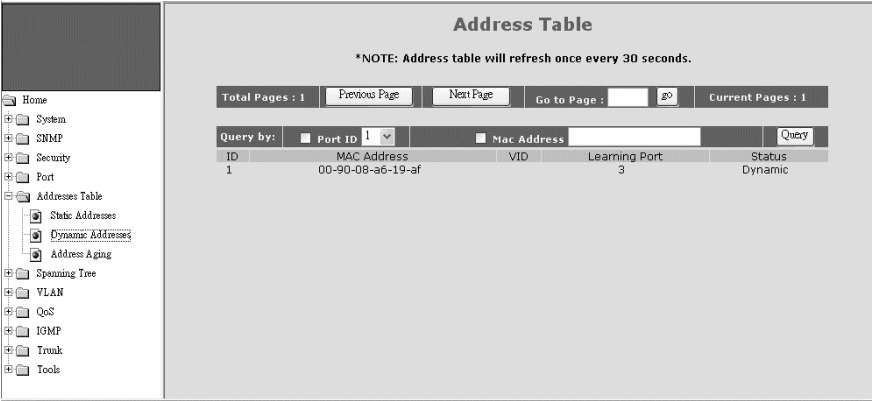 Address Table
*NOTE: Address table will refresh once every 30 seconds.
Total Pages : 1 Previous Page Next Page Go to Page : go Current Pages : 1
Query by: Port ID 1 Mac Address Query
ID MAC Address VID Learning Port Status
1 00-90-08-a6-19-af 3 Dynamic
Home
System
SNMP
Security
Port
Addresses Table
Static Addresses
Dynamic Addresses
Address Aging
Spanning Tree
VLAN
QoS
IGMP
Trunk
Tools